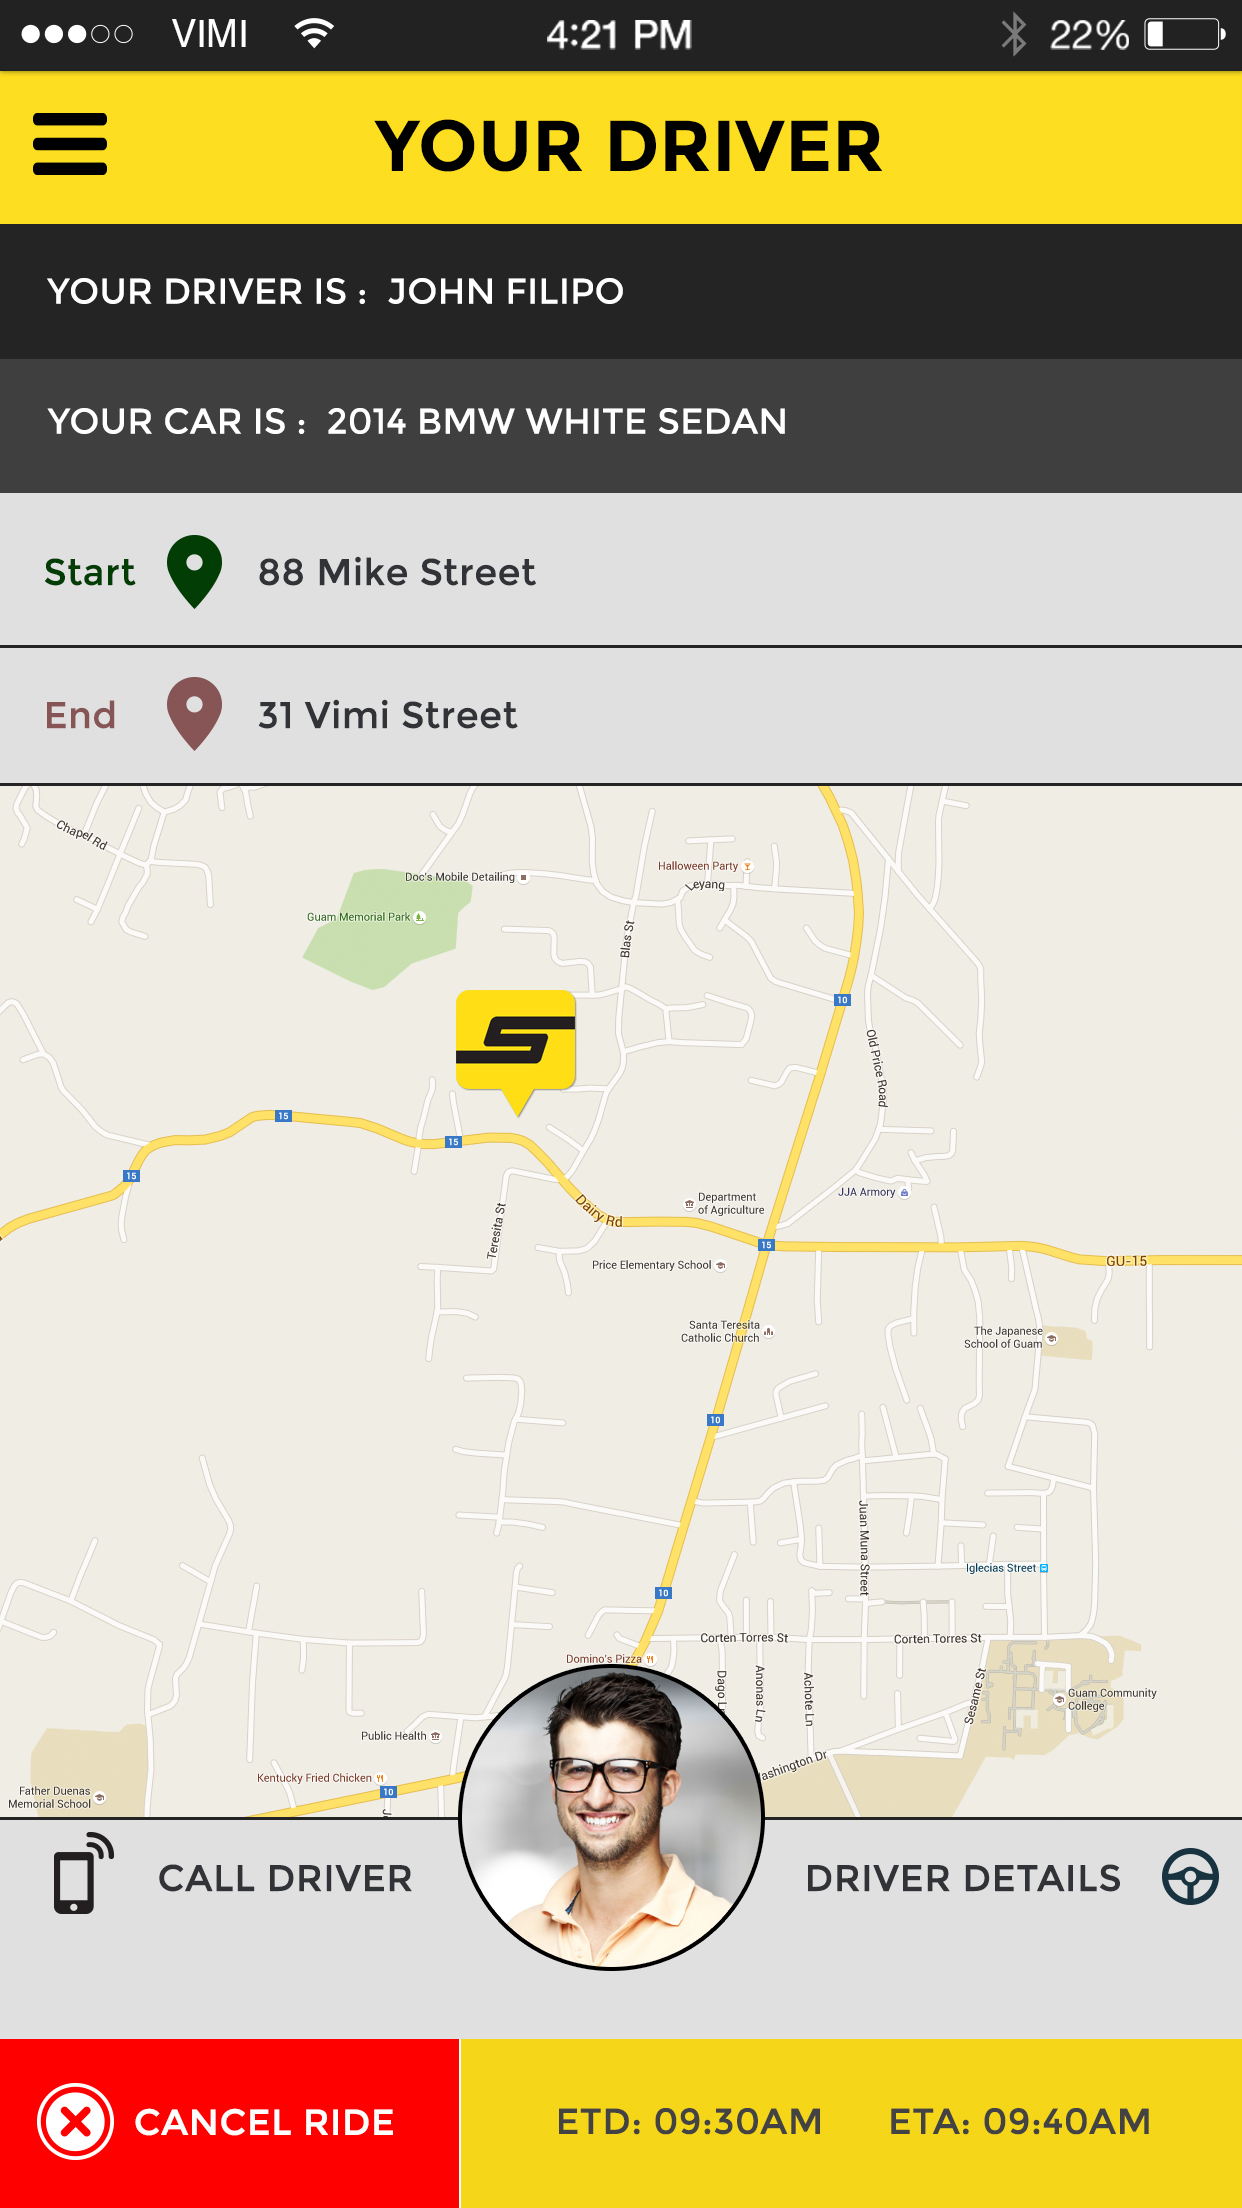 VIMI
4:21 PM
22%
YOUR DRIVER
YOUR DRIVER IS : JOHN FILIPO
YOUR CAR IS : 2014 BMW WHITE SEDAN
Start
88 Mike Street
End
31 Vimi Street
Chapel Rd
Halloween Party
Doc's Mobile Detailing
eyang
Guam Memorial Park
Blas St
10
S
Old Price Road
15
15
15
JJA Armory
Department
of Agriculture
Dairy Rd
Teresita St
15
GU-15
Price Elementary School
Santa Teresita
Catholic Church
The Japanese
School of Guam
10
Juan Muna Street
Iglecias Street
10
Corten Torres St
Corten Torres St
Domino's Pizza
Dago L
Anonas Ln
Achote Ln
Sesame St
Guam Community
College
Public Health
ashington Dr
Kentucky Fried Chicken
10
Father Duenas
Memorial School
CALL DRIVER
DRIVER DETAILS
CANCEL RIDE
ETD: 09:30AM
ETA: 09:40AM